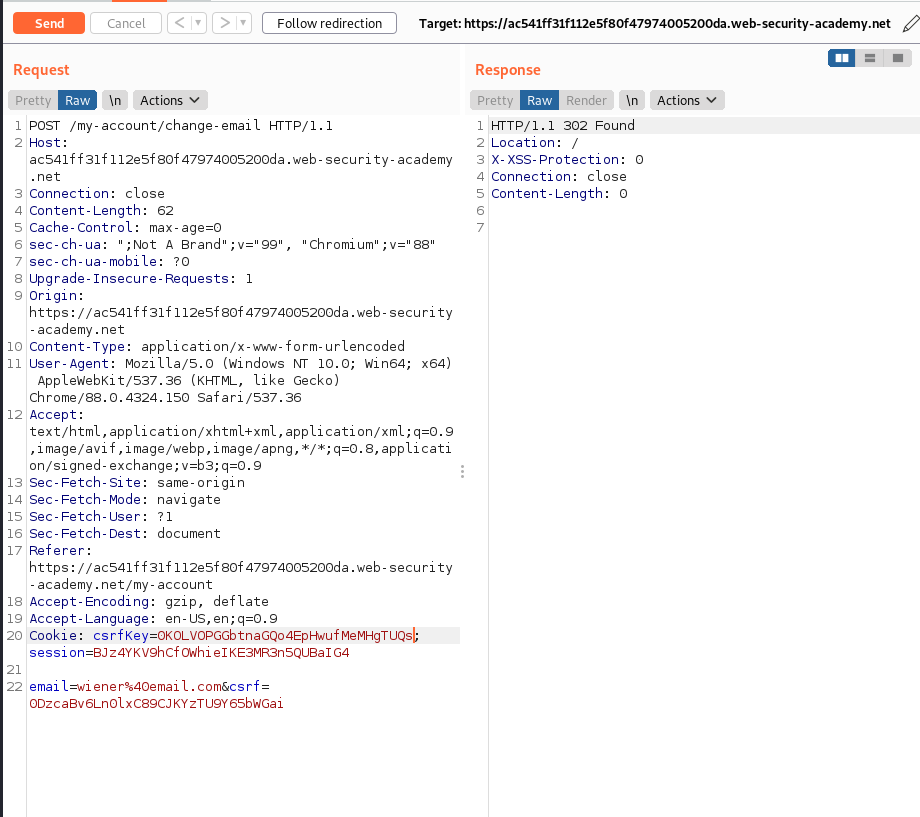 Send Cancel < > Follow redirection Target: https://ac541ff31f112e5f80f47974005200da.web-security-academy.net
Request
Pretty Raw \n Actions
1 POST /my-account/change-email HTTP/1.1
2 Host:
ac541ff31f112e5f80f47974005200da.web-security-academy
.net
3 Connection: close
4 Content-Length: 62
5 Cache-Control: max-age=0
6 sec-ch-ua: ";Not A Brand";v="99", "Chromium";v="88"
7 sec-ch-ua-mobile: ?0
8 Upgrade-Insecure-Requests: 1
9 Origin:
https://ac541ff31f112e5f80f47974005200da.web-security
-academy.net
10 Content-Type: application/x-www-form-urlencoded
11 User-Agent: Mozilla/5.0 (Windows NT 10.0; Win64; x64)
AppleWebKit/537.36 (KHTML, like Gecko)
Chrome/88.0.4324.150 Safari/537.36
12 Accept:
text/html,application/xhtml+xml,application/xml;q=0.9
,image/avif,image/webp,image/apng,*/*;q=0.8,applicati
on/signed-exchange;v=b3;q=0.9
13 Sec-Fetch-Site: same-origin
14 Sec-Fetch-Mode: navigate
15 Sec-Fetch-User: ?1
16 Sec-Fetch-Dest: document
17 Referer:
https://ac541ff31f112e5f80f47974005200da.web-security
-academy.net/my-account
18 Accept-Encoding: gzip, deflate
19 Accept-Language: en-US,en;q=0.9
20 Cookie: csrfKey=0KOLVOPGGbtnaGQo4EpHwufMeMHgTUQs;
session=BJz4YKV9hCfOWhieIKE3MR3n5QUBaIG4
21
22 email=wiener%40email.com&csrf=
0DzcaBv6Ln0lxC89CJKYzTU9Y65bWGai
Response
Pretty Raw Render \n Actions
1 HTTP/1.1 302 Found
2 Location: /
3 X-XSS-Protection: 0
4 Connection: close
5 Content-Length: 0
6
7